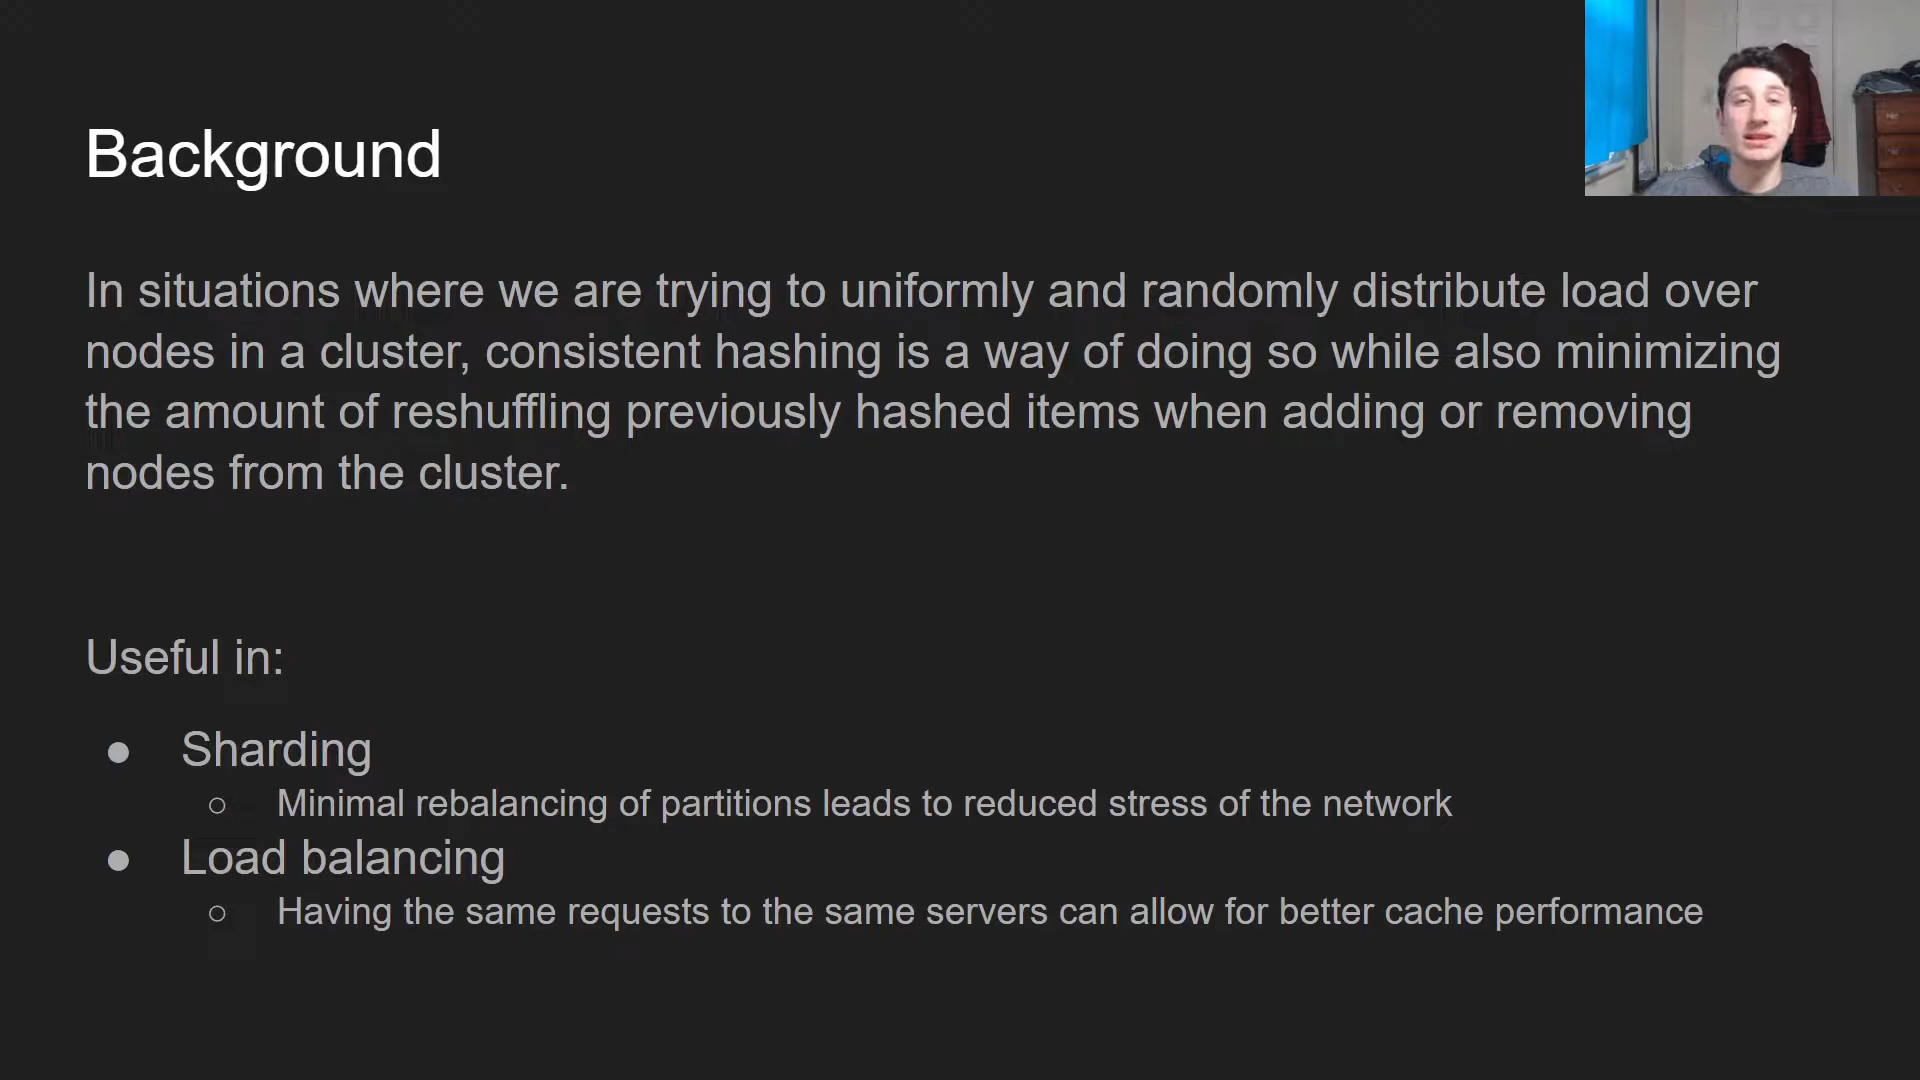 Background
In situations where we are trying to uniformly and randomly distribute load over
nodes in a cluster, consistent hashing is a way of doing so while also minimizing
the amount of reshuffling previously hashed items when adding or removing
nodes from the cluster.
Useful in:
● Sharding
○ Minimal rebalancing of partitions leads to reduced stress of the network
● Load balancing
○ Having the same requests to the same servers can allow for better cache performance